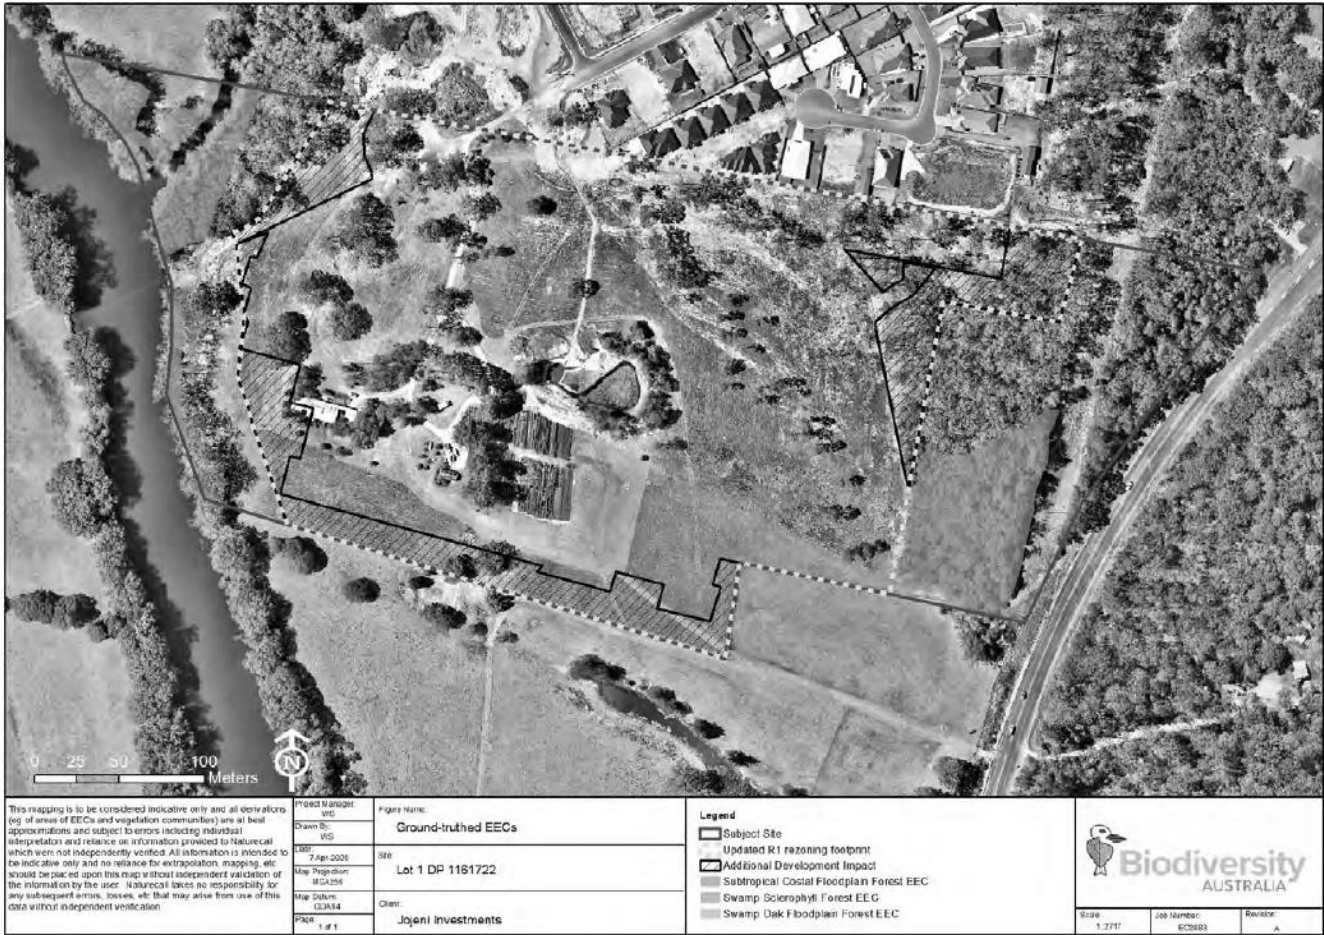 0 25 50 100
Meters
N
This mapping is to be considered indicative only and all derivations
(eg of areas of EECs and vegetation communities) are at best
approximations and subject to errors including individual
interpretation and reliance on information provided to Naturecall
which were not independently verified. All information is intended to
be indicative only and no reliance for extrapolation, mapping, etc
should be placed upon this map without independent validation of
the information by the user. Naturecall takes no responsibility for
any subsequent errors, losses, etc that may arise from use of this
data without independent verification.
Project Manager:
Drawn By:
Date:
7-Apr-2020
Map Projection:
MGAz56
Map Datum:
GDA94
Page:
1 of 1
Figure Name:
Ground-truthed EECs
Site:
Lot 1 DP 1161722
Client:
Jojeni Investments
Legend
Subject Site
Updated R1 rezoning footprint
Additional Development Impact
Subtropical Costal Floodplain Forest EEC
Swamp Sclerophyll Forest EEC
Swamp Oak Floodplain Forest EEC
Biodiversity
AUSTRALIA
Scale:
1:2717
Job Number:
EC2883
Revision:
A